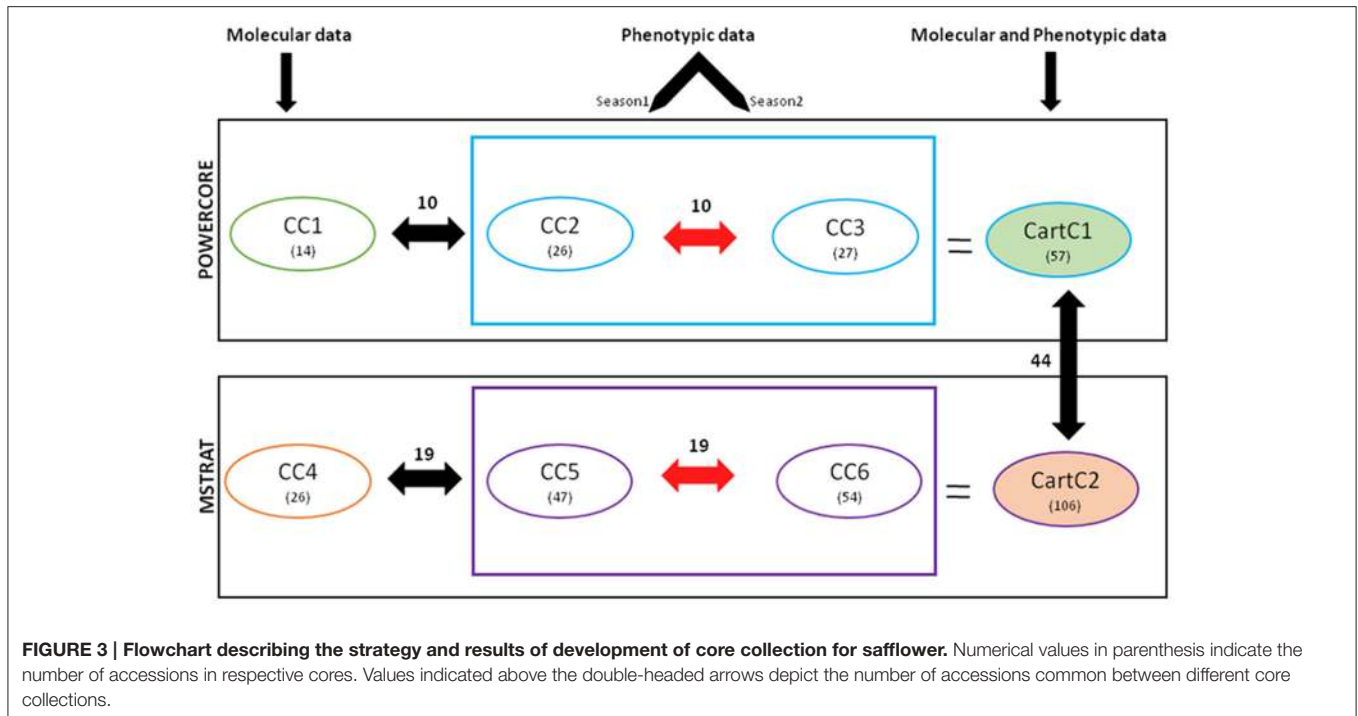 Molecular data
Phenotypic data
Molecular and Phenotypic data
Season1
Season2
POWERCORE
CC1
(14)
10
CC2
(26)
10
CC3
(27)
=
CartC1
(57)
44
MSTRAT
CC4
(26)
19
CC5
(47)
19
CC6
(54)
=
CartC2
(106)
FIGURE 3 | Flowchart describing the strategy and results of development of core collection for safflower. Numerical values in parenthesis indicate the
number of accessions in respective cores. Values indicated above the double-headed arrows depict the number of accessions common between different core
collections.